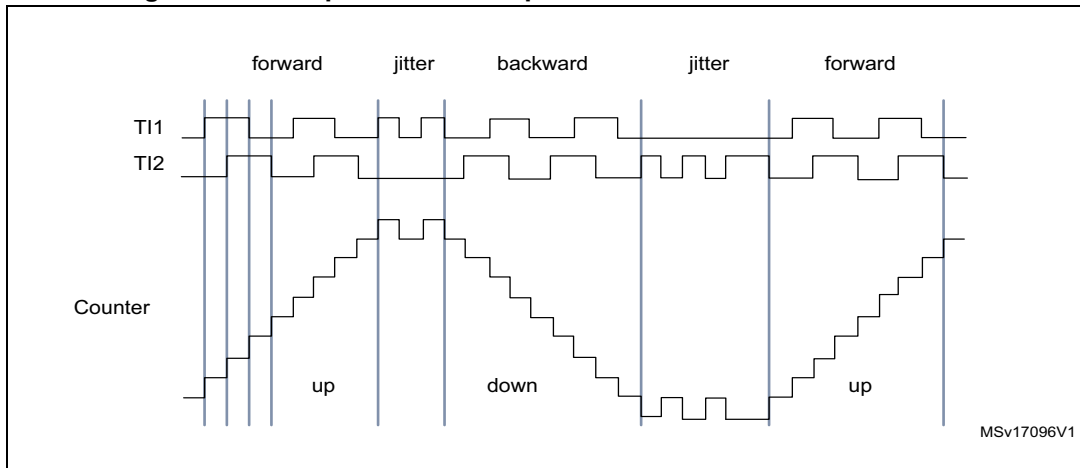 forward jitter backward jitter forward
TI1
TI2
Counter
up down up
MSv17096V1